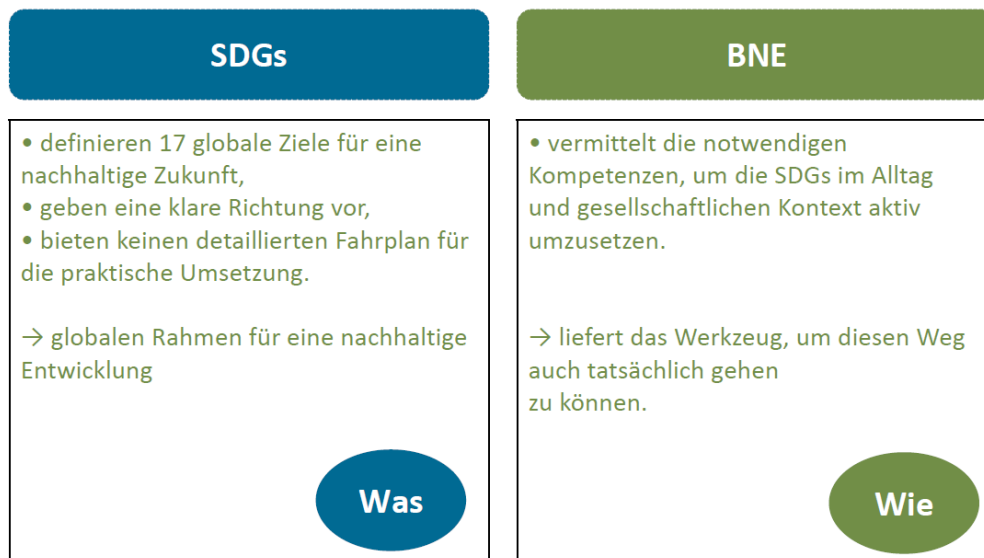 SDGs
• definieren 17 globale Ziele für eine
nachhaltige Zukunft,
• geben eine klare Richtung vor,
• bieten keinen detaillierten Fahrplan für
die praktische Umsetzung.
→ globalen Rahmen für eine nachhaltige
Entwicklung
Was
BNE
• vermittelt die notwendigen
Kompetenzen, um die SDGs im Alltag
und gesellschaftlichen Kontext aktiv
umzusetzen.
→ liefert das Werkzeug, um diesen Weg
auch tatsächlich gehen
zu können.
Wie